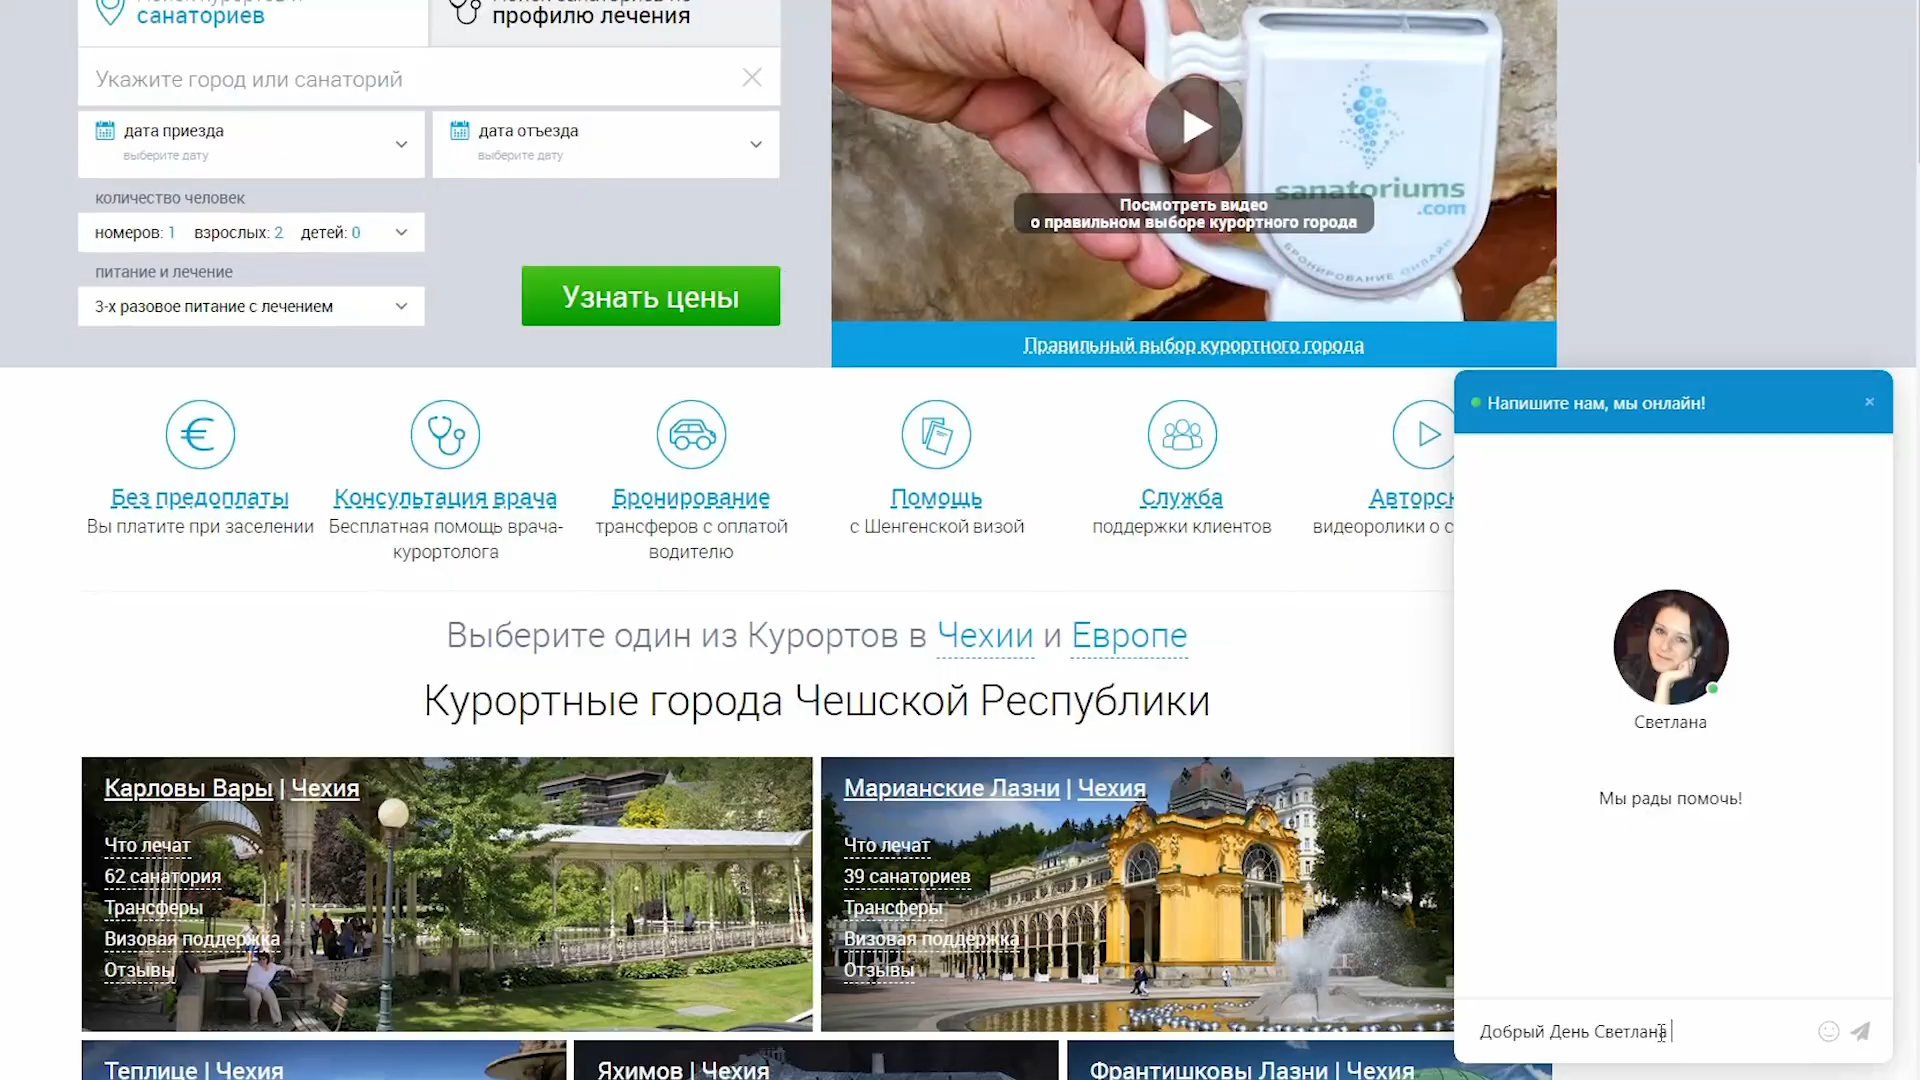 санаториев
профилю лечения
Укажите город или санаторий
дата приезда
выберите дату
дата отъезда
выберите дату
количество человек
номеров: 1 взрослых: 2 детей: 0
питание и лечение
3-х разовое питание с лечением
Узнать цены
sanatoriums
.com
БРОНИРОВАНИЕ ОНЛАЙН
Посмотреть видео
о правильном выборе курортного города
Правильный выбор курортного города
Без предоплаты
Вы платите при заселении
Консультация врача
Бесплатная помощь врача-
курортолога
Бронирование
трансферов с оплатой
водителю
Помощь
с Шенгенской визой
Служба
поддержки клиентов
Авторск
видеоролики о с
Выберите один из Курортов в Чехии и Европе
Курортные города Чешской Республики
Карловы Вары | Чехия
Что лечат
62 санатория
Трансферы
Визовая поддержка
Отзывы
Марианские Лазни | Чехия
Что лечат
39 санаториев
Трансферы
Визовая поддержка
Отзывы
Теплице | Чехия
Яхимов | Чехия
Франтишковы Лазни | Чехия
Напишите нам, мы онлайн!
Светлана
Мы рады помочь!
Добрый День Светлана